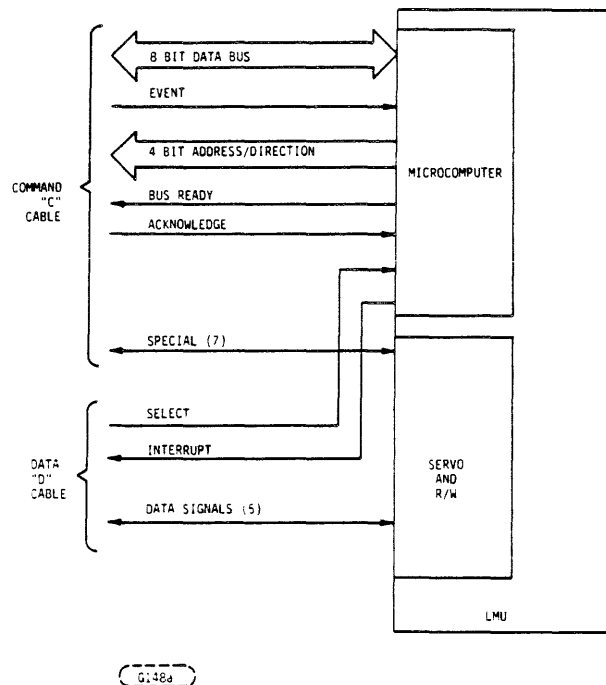 8 BIT DATA BUS
EVENT
4 BIT ADDRESS/DIRECTION
MICROCOMPUTER
COMMAND
"C"
CABLE
BUS READY
ACKNOWLEDGE
SPECIAL (7)
SELECT
INTERRUPT
DATA
"D"
CABLE
SERVO
AND
R/W
DATA SIGNALS (5)
LMU
G148a